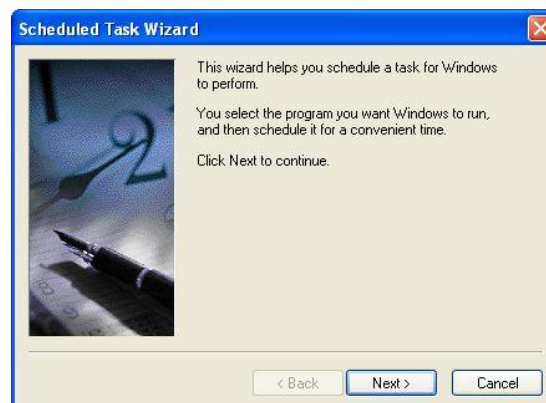 Scheduled Task Wizard
This wizard helps you schedule a task for Windows
to perform.
You select the program you want Windows to run,
and then schedule it for a convenient time.
Click Next to continue.
2
< Back
Next >
Cancel